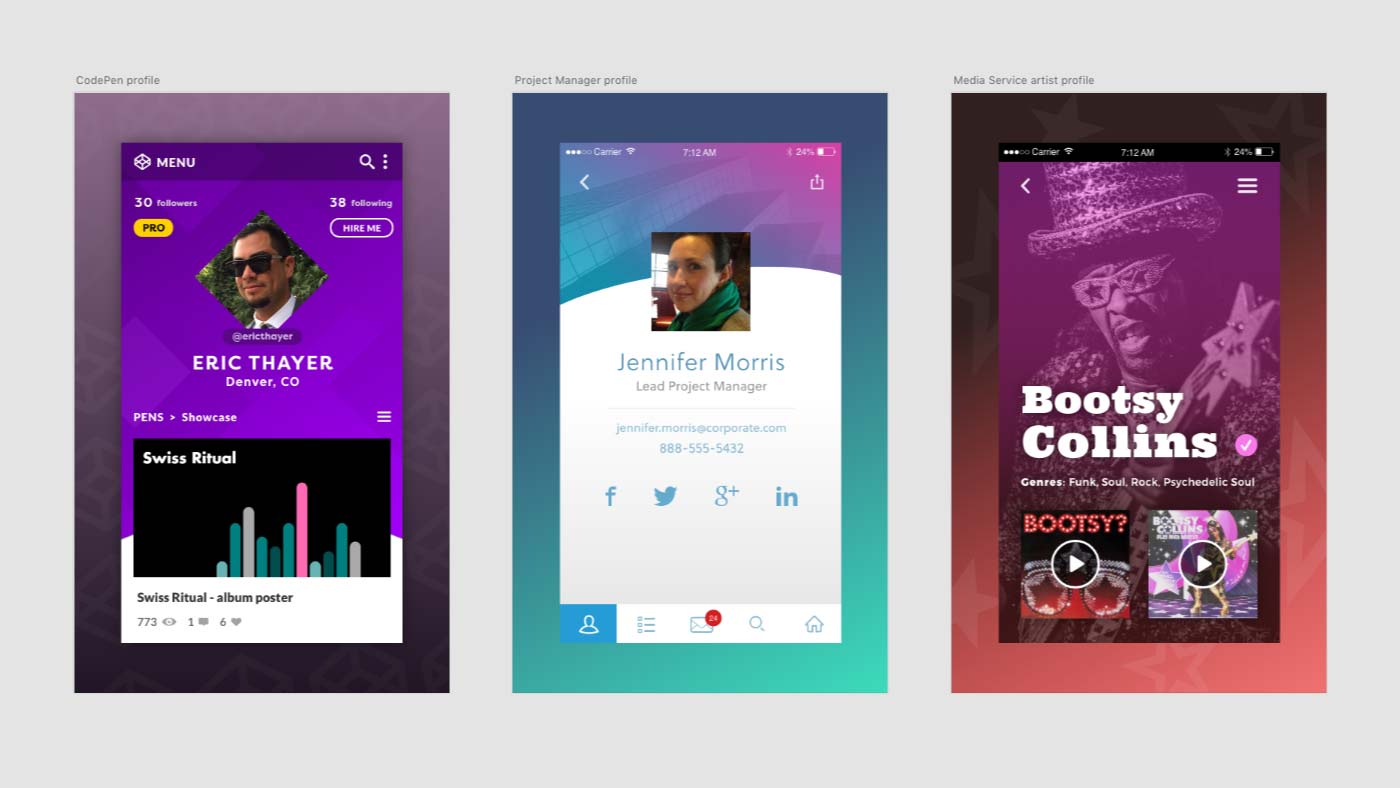 CodePen profile
MENU
30 followers
38 following
PRO
HIRE ME
@ericthayer
ERIC THAYER
Denver, CO
PENS > Showcase
Swiss Ritual
Swiss Ritual - album poster
773 1 6
Project Manager profile
Carrier 7:12 AM 24%
Jennifer Morris
Lead Project Manager
jennifer.morris@corporate.com
888-555-5432
f g+ in
24
Media Service artist profile
Carrier 7:12 AM 24%
Bootsy
Collins
Genres: Funk, Soul, Rock, Psychedelic Soul
BOOTSY?
BOOTSY
COLLINS